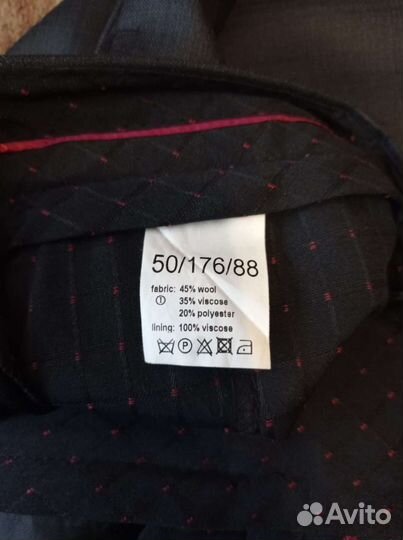 50/176/88
fabric: 45% wool
35% viscose
20% polyester
lining: 100% viscose
P
Avito